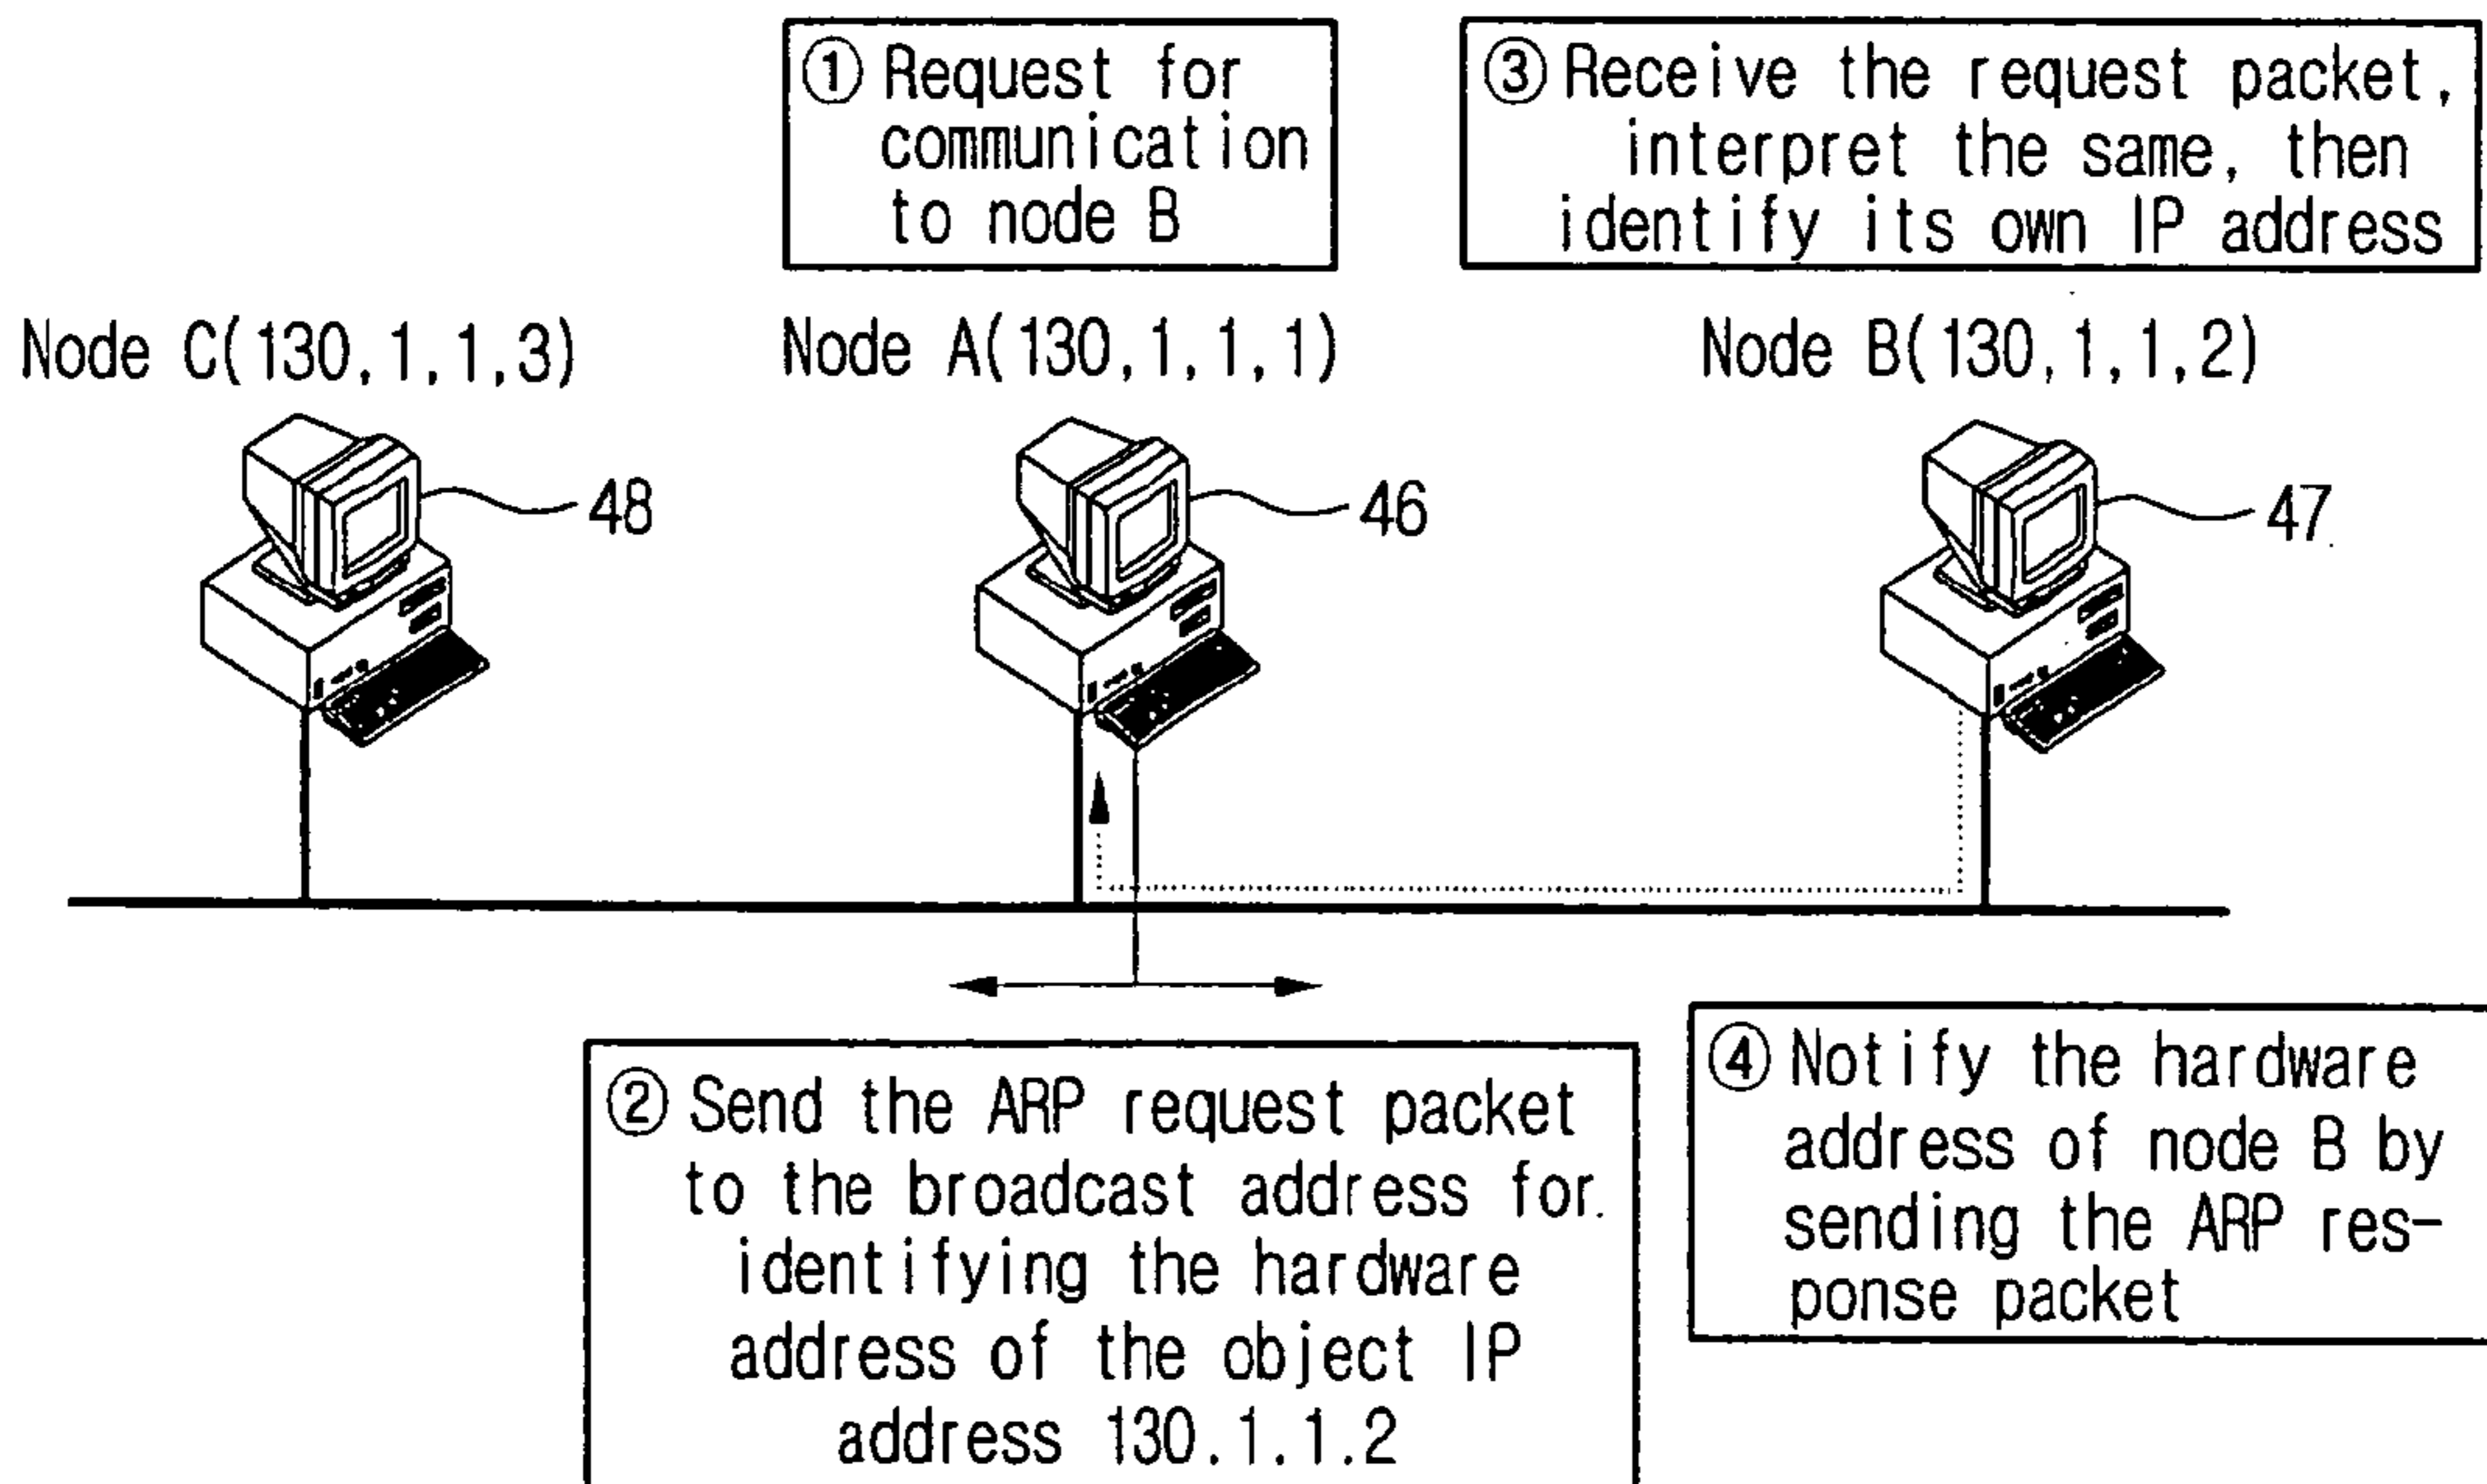 ① Request for
communication
to node B
③ Receive the request packet,
interpret the same, then
identify its own IP address
Node C(130,1,1,3)
Node A(130,1,1,1)
Node B(130,1,1,2)
48
46
47
② Send the ARP request packet
to the broadcast address for
identifying the hardware
address of the object IP
address 130.1.1.2
④ Notify the hardware
address of node B by
sending the ARP res-
ponse packet